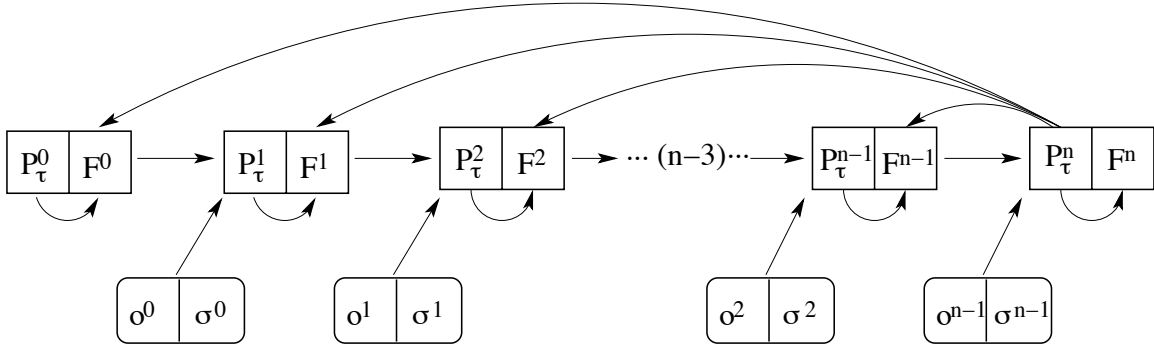 P⁰τ F⁰ P¹τ F¹ P²τ F² ··· (n−3)··· Pⁿ⁻¹τ Fⁿ⁻¹ Pⁿτ Fⁿ
o⁰ σ⁰ o¹ σ¹ o² σ² oⁿ⁻¹ σⁿ⁻¹